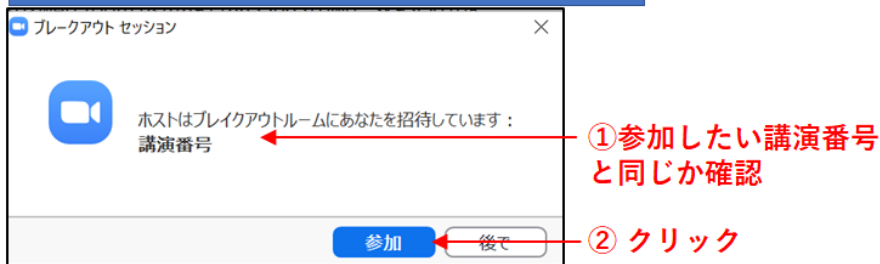 ブレークアウト セッション
ホストはブレイクアウトルームにあなたを招待しています：
講演番号
①参加したい講演番号
と同じか確認
参加
後で
② クリック